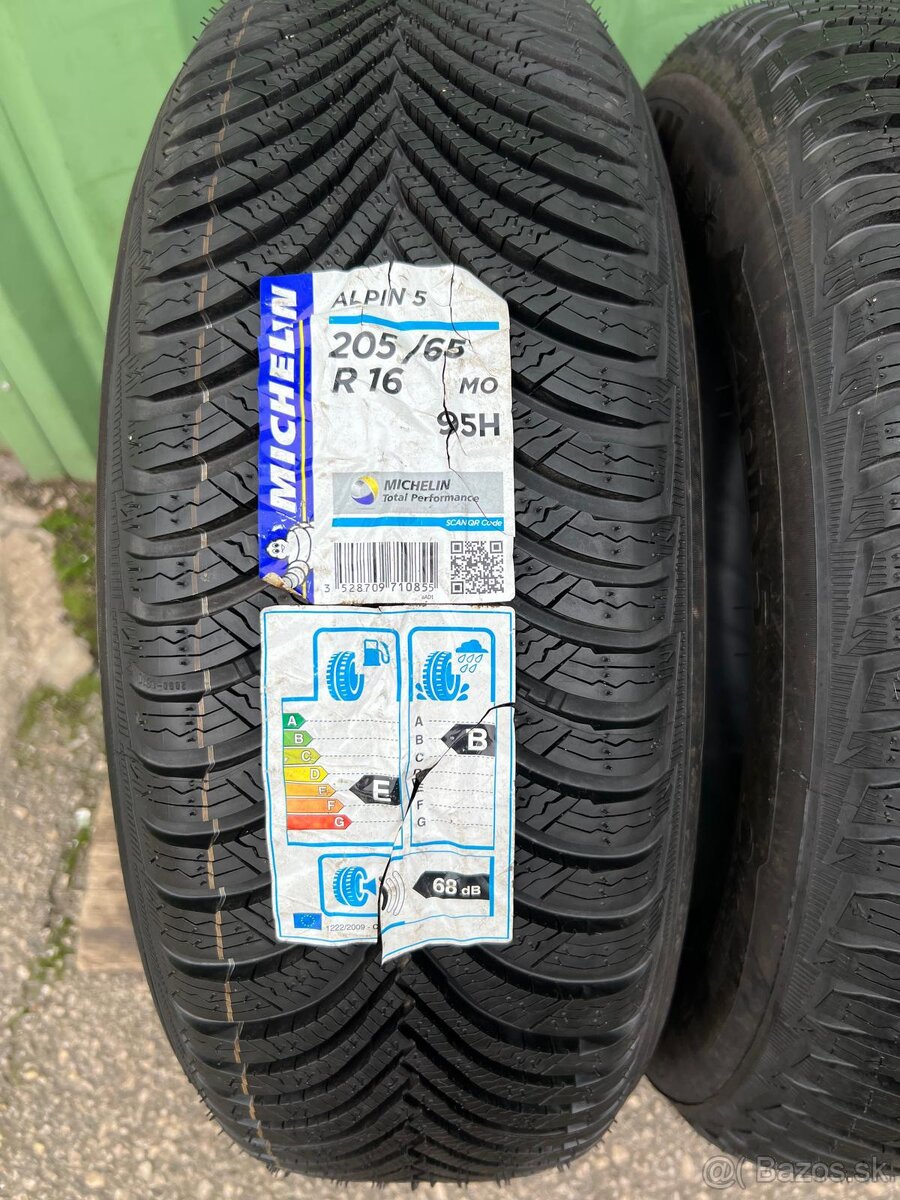 MICHELIN
ALPIN 5
205 /65
R 16 MO
95H
MICHELIN
Total Performance
SCAN QR Code
3 528709 710855
A
B
C
D
E
F
G
E
A
B
C
E
F
G
B
68 dB
1222/2009 - C
@( Bazos.sk